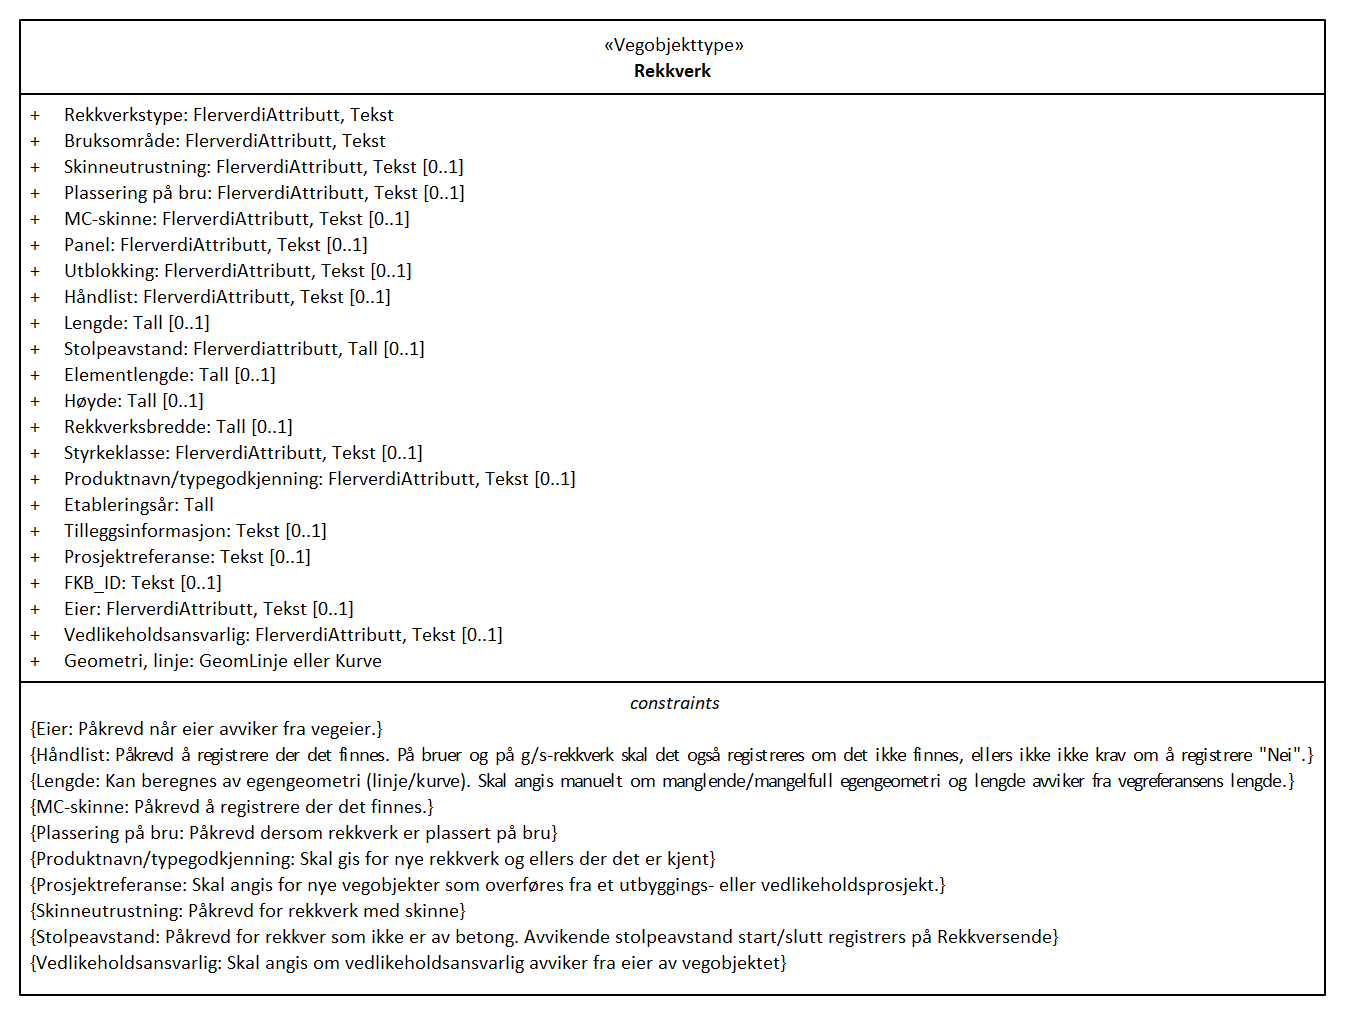 «Vegobjekttype»
Rekkverk
+ Rekkverkstype: FlerverdiAttributt, Tekst
+ Bruksområde: FlerverdiAttributt, Tekst
+ Skinneutrustning: FlerverdiAttributt, Tekst [0..1]
+ Plassering på bru: FlerverdiAttributt, Tekst [0..1]
+ MC-skinne: FlerverdiAttributt, Tekst [0..1]
+ Panel: FlerverdiAttributt, Tekst [0..1]
+ Utblokking: FlerverdiAttributt, Tekst [0..1]
+ Håndlist: FlerverdiAttributt, Tekst [0..1]
+ Lengde: Tall [0..1]
+ Stolpeavstand: Flerverdiattributt, Tall [0..1]
+ Elementlengde: Tall [0..1]
+ Høyde: Tall [0..1]
+ Rekkverksbredde: Tall [0..1]
+ Styrkeklasse: FlerverdiAttributt, Tekst [0..1]
+ Produktnavn/typegodkjenning: FlerverdiAttributt, Tekst [0..1]
+ Etableringsår: Tall
+ Tilleggsinformasjon: Tekst [0..1]
+ Prosjektreferanse: Tekst [0..1]
+ FKB_ID: Tekst [0..1]
+ Eier: FlerverdiAttributt, Tekst [0..1]
+ Vedlikeholdsansvarlig: FlerverdiAttributt, Tekst [0..1]
+ Geometri, linje: GeomLinje eller Kurve
constraints
{Eier: Påkrevd når eier avviker fra vegeier.}
{Håndlist: Påkrevd å registrere der det finnes. På bruer og på g/s-rekkverk skal det også registreres om det ikke finnes, ellers ikke ikke krav om å registrere "Nei".}
{Lengde: Kan beregnes av egengeometri (linje/kurve). Skal angis manuelt om manglende/mangelfull egengeometri og lengde avviker fra vegreferansens lengde.}
{MC-skinne: Påkrevd å registrere der det finnes.}
{Plassering på bru: Påkrevd dersom rekkverk er plassert på bru}
{Produktnavn/typegodkjenning: Skal gis for nye rekkverk og ellers der det er kjent}
{Prosjektreferanse: Skal angis for nye vegobjekter som overføres fra et utbyggings- eller vedlikeholdsprosjekt.}
{Skinneutrustning: Påkrevd for rekkverk med skinne}
{Stolpeavstand: Påkrevd for rekkver som ikke er av betong. Avvikende stolpeavstand start/slutt registrers på Rekkversende}
{Vedlikeholdsansvarlig: Skal angis om vedlikeholdsansvarlig avviker fra eier av vegobjektet}